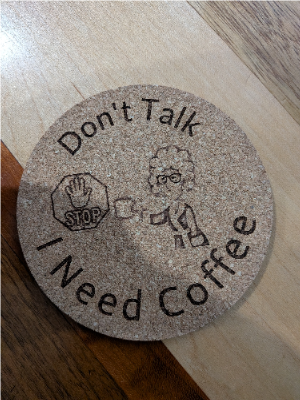 Don't Talk
STOP
I Need Coffee